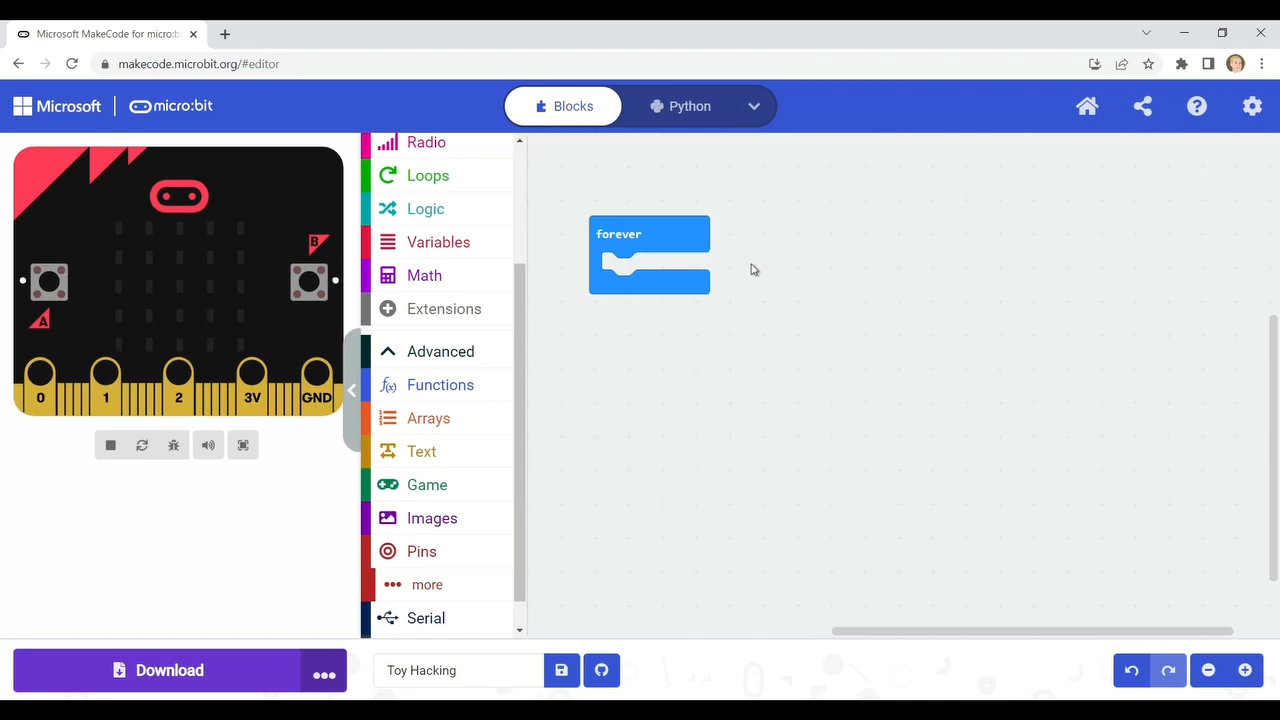 Microsoft MakeCode for micro:b
makecode.microbit.org/#editor
Microsoft micro:bit
Blocks
Python
B
A
0 1 2 3V GND
Radio
Loops
Logic
Variables
Math
Extensions
Advanced
Functions
f(x)
Arrays
Text
Game
Images
Pins
more
Serial
forever
Download
Toy Hacking